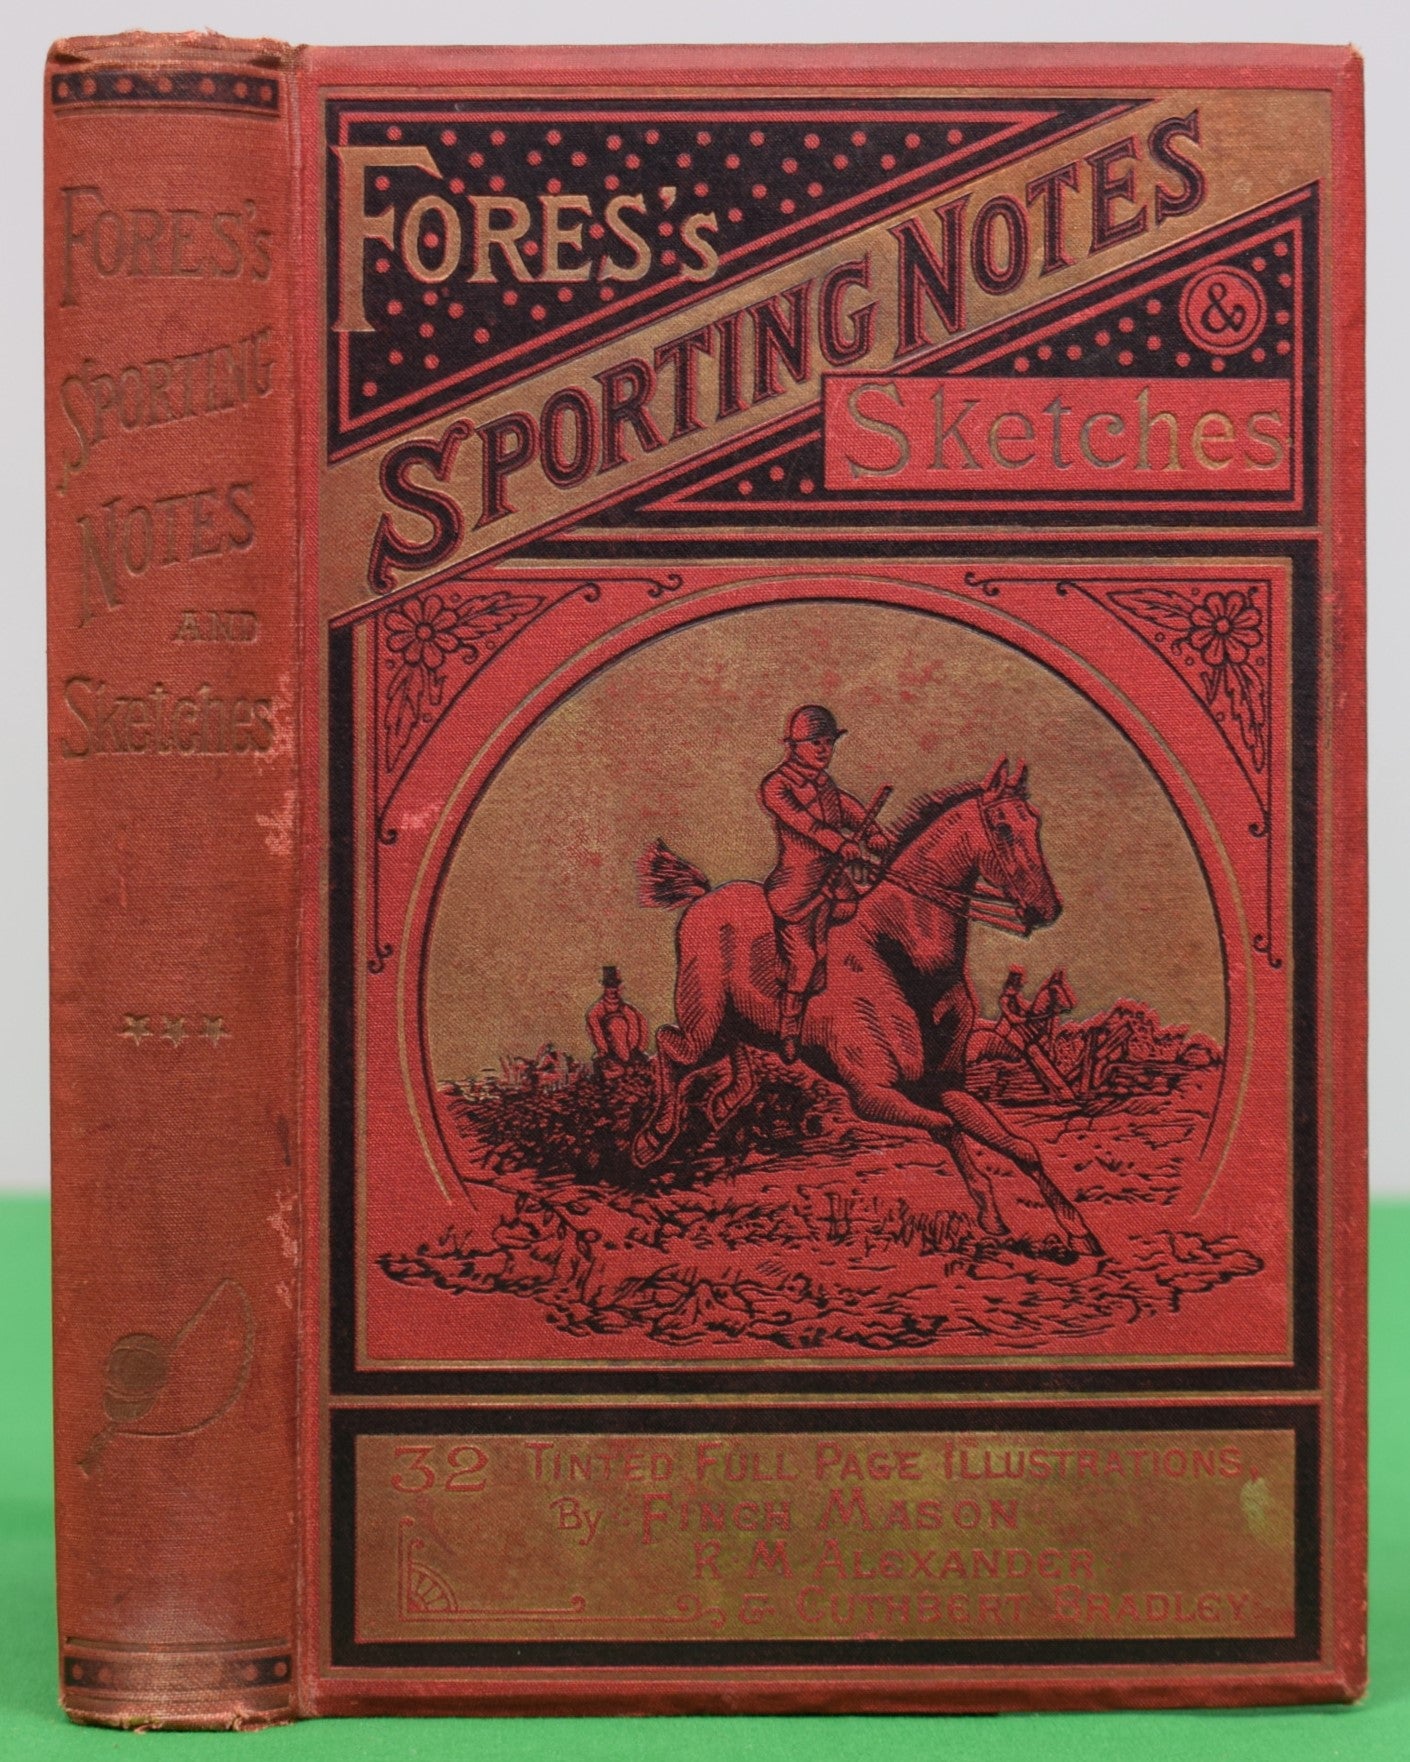 FORES's
SPORTING
NOTES
AND
Sketches
FORES's
SPORTING NOTES
&
Sketches
32 TINTED FULL PAGE ILLUSTRATIONS,
By FINCH MASON
R. M. ALEXANDER
& CUTHBERT BRADLEY